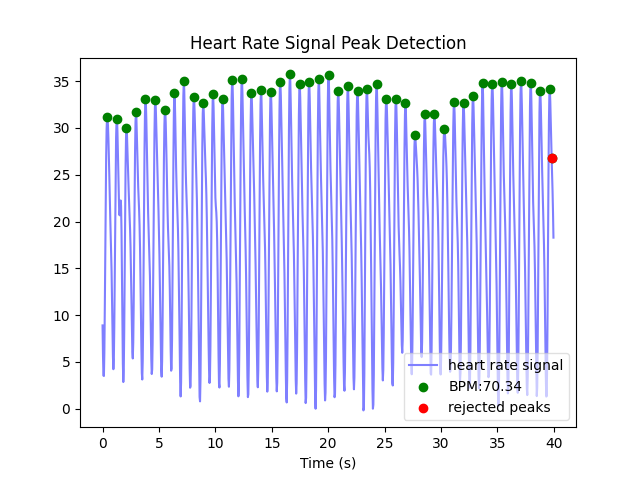 Heart Rate Signal Peak Detection
35
30
25
20
15
10
5
0
heart rate signal
BPM:70.34
rejected peaks
0 5 10 15 20 25 30 35 40
Time (s)